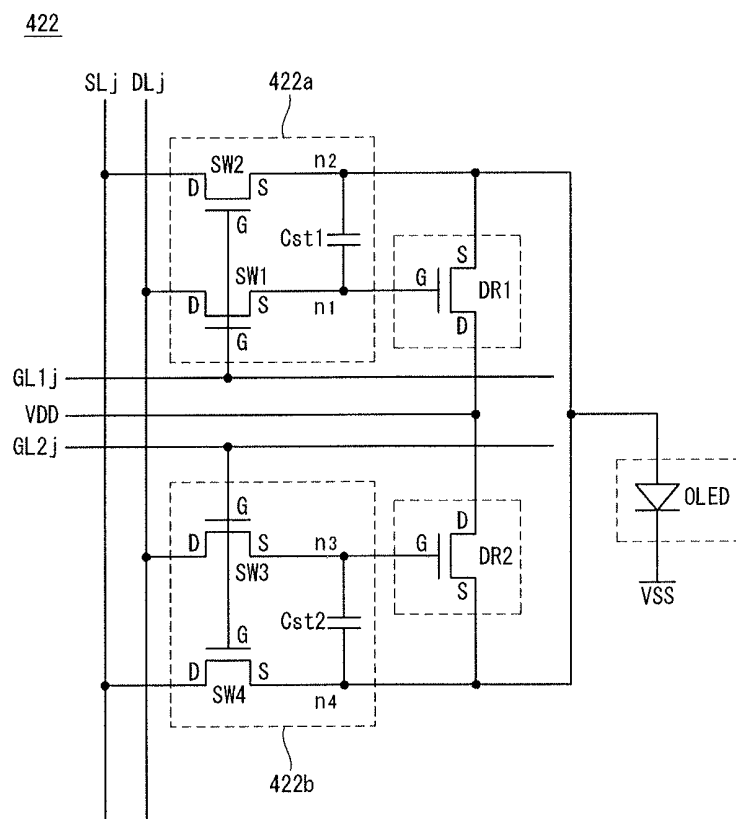 422
SLj DLj
422a
SW2
n2
D
S
G
Cst1
SW1
D
S
n1
G
S
G
DR1
D
GL1j
VDD
GL2j
G
D
S
n3
SW3
D
G
DR2
S
OLED
VSS
Cst2
G
D
S
SW4
n4
422b